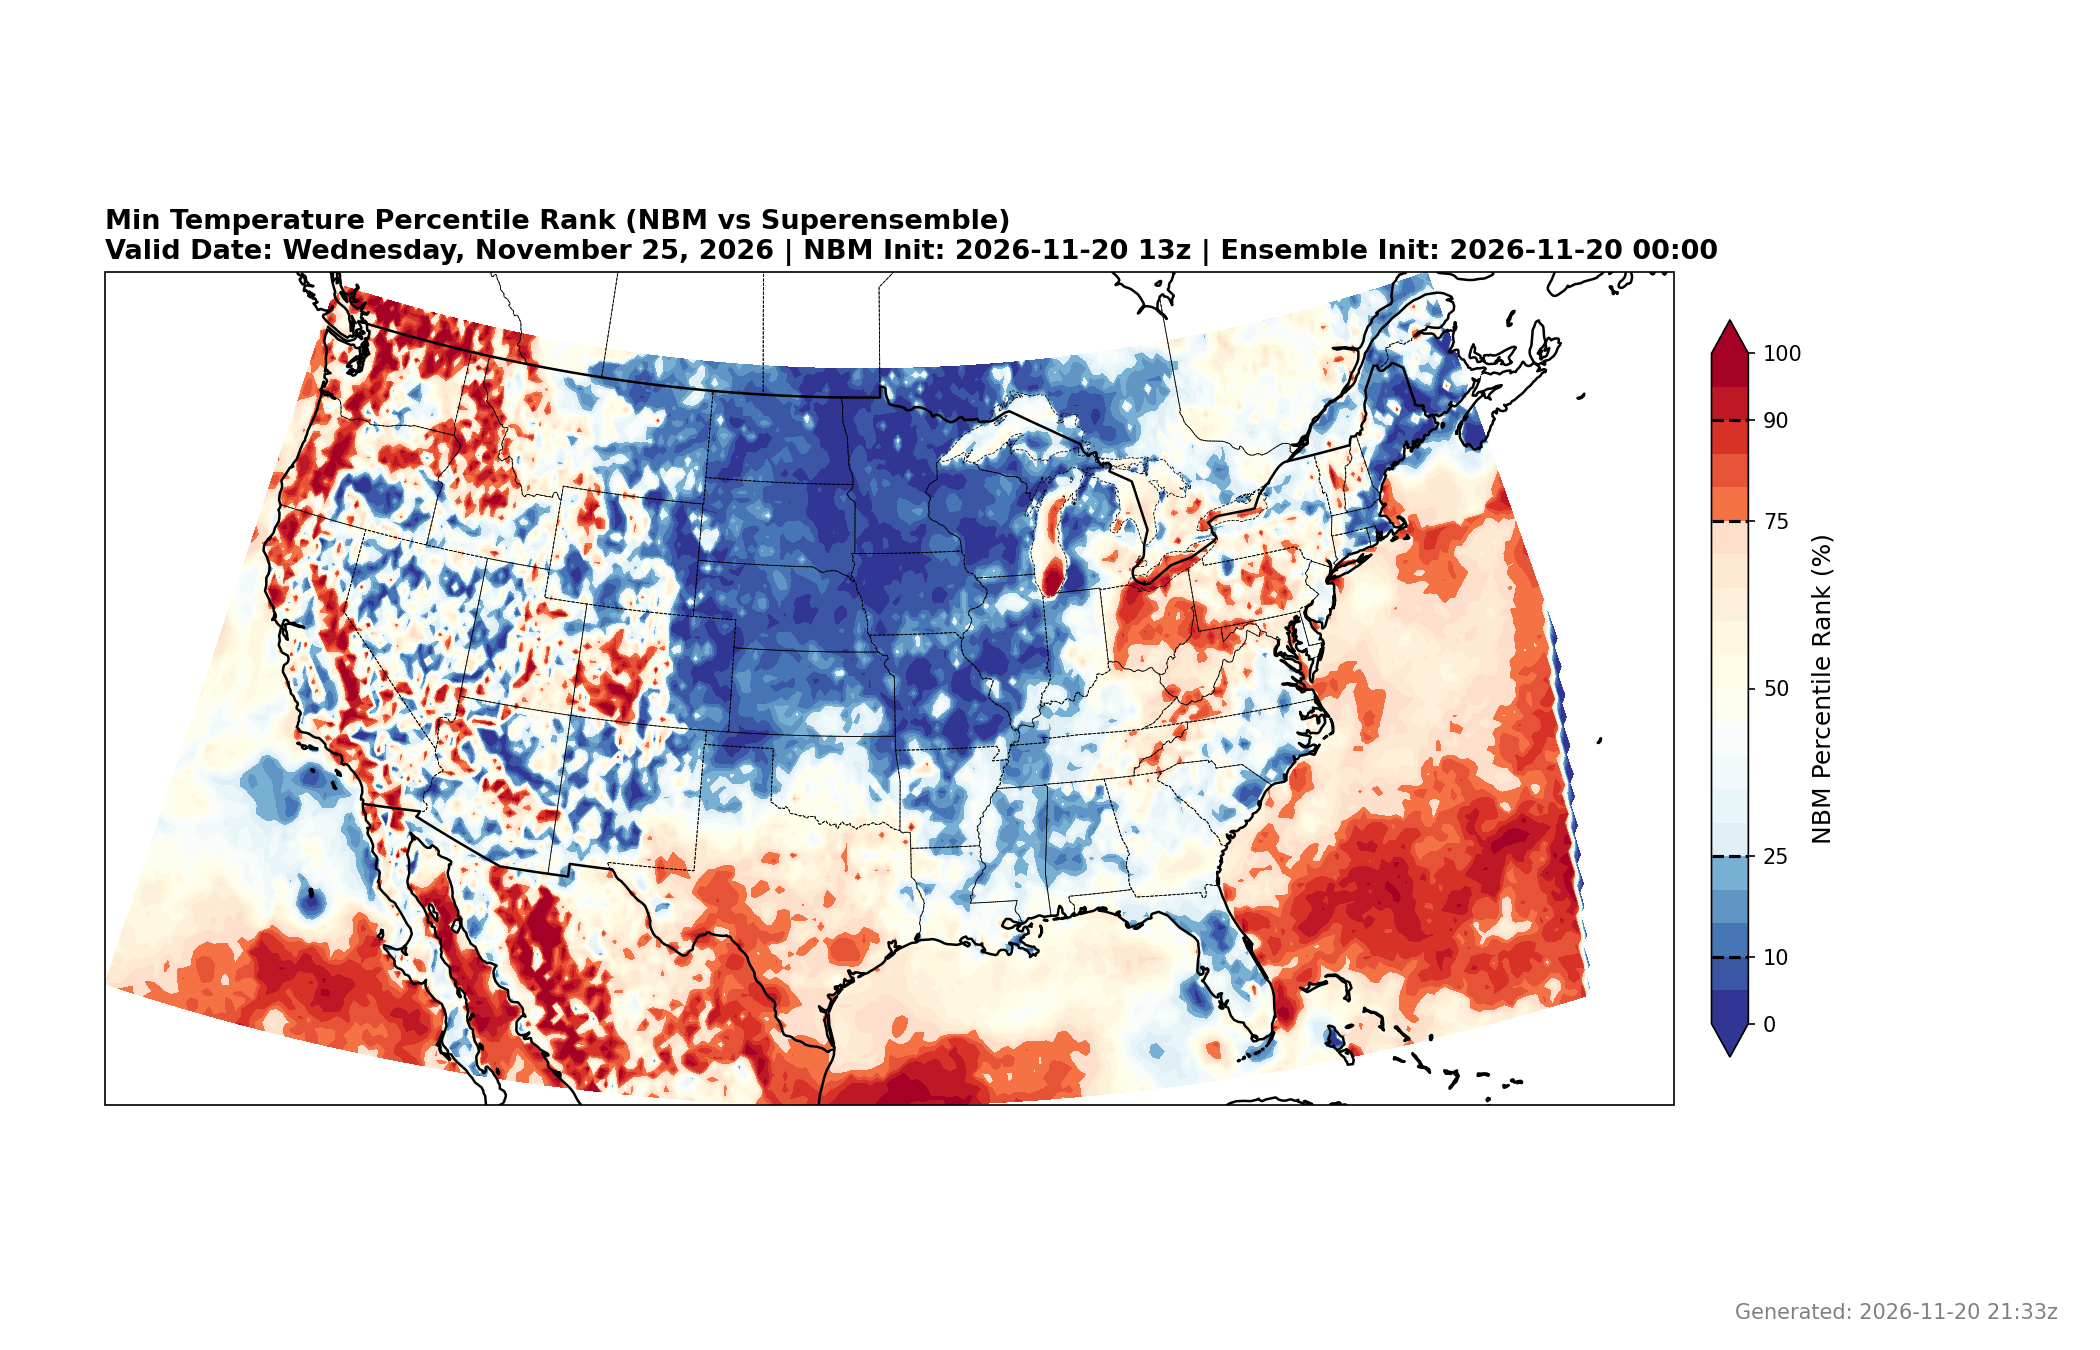 Min Temperature Percentile Rank (NBM vs Superensemble)
Valid Date: Wednesday, November 25, 2026 | NBM Init: 2026-11-20 13z | Ensemble Init: 2026-11-20 00:00
100
90
75
50
25
10
0
NBM Percentile Rank (%)
Generated: 2026-11-20 21:33z